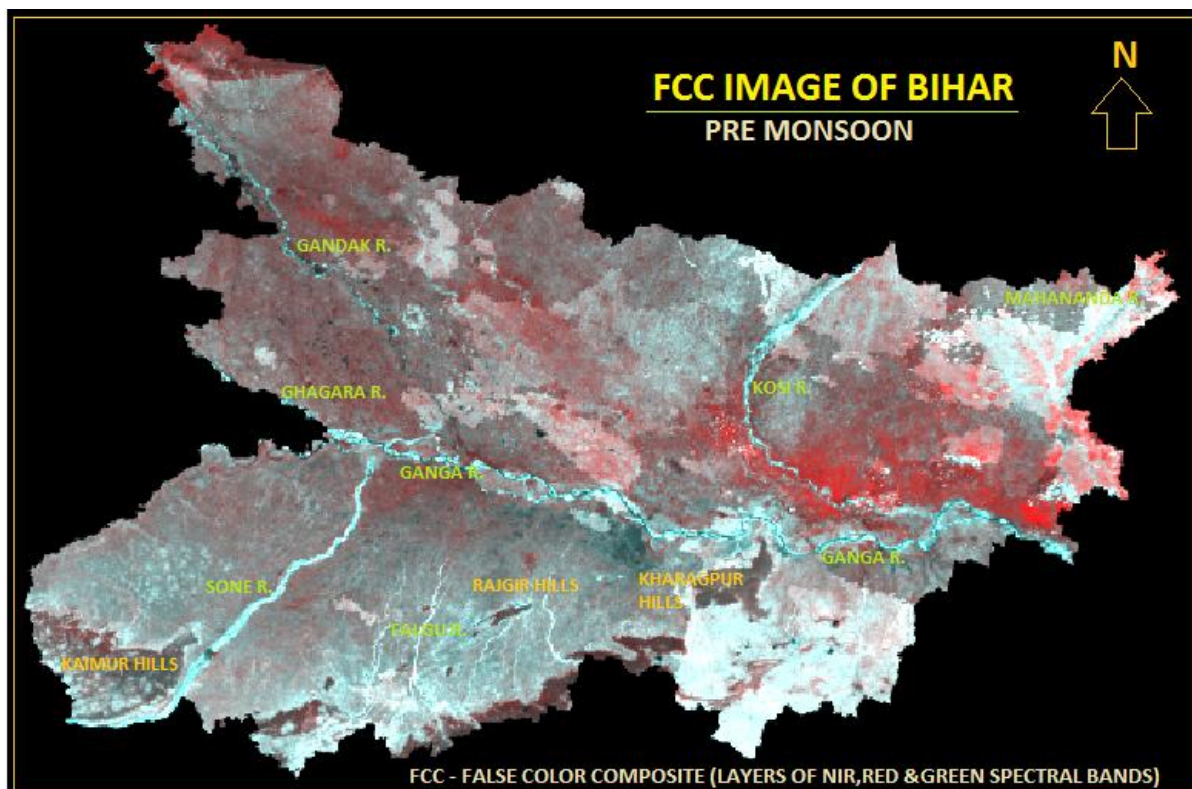 N
FCC IMAGE OF BIHAR
PRE MONSOON
GANDAK R.
MAHANANDA R.
KOSI R.
GHAGARA R.
GANGA R.
GANGA R.
SONE R.
RAJGIR HILLS
KHARAGPUR
HILLS
FALGU R.
KAIMUR HILLS
FCC - FALSE COLOR COMPOSITE (LAYERS OF NIR,RED &GREEN SPECTRAL BANDS)